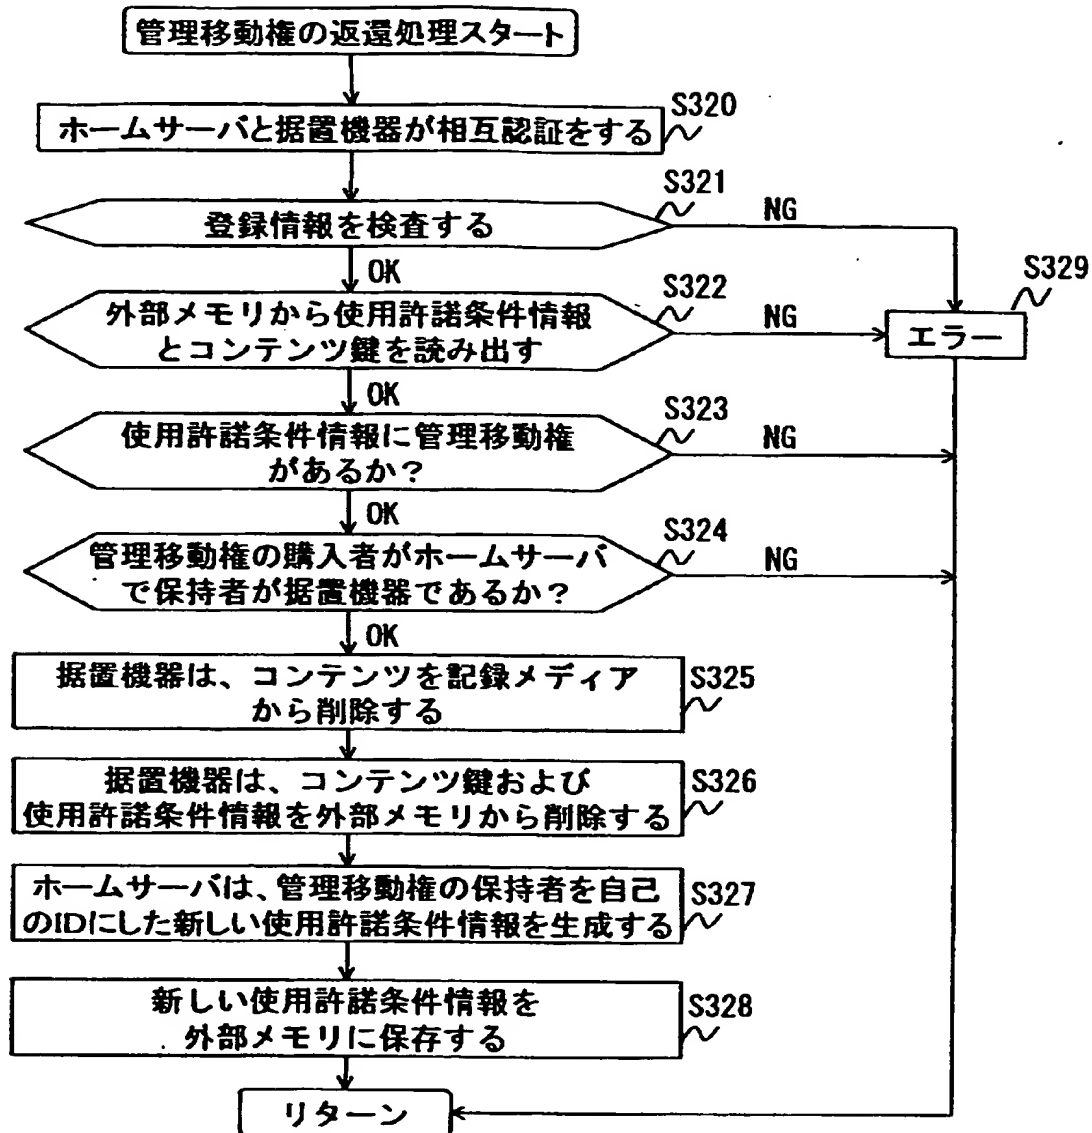 管理移動権の返還処理スタート
S320
ホームサーバと据置機器が相互認証をする
S321
登録情報を検査する
NG
OK
S322
外部メモリから使用許諾条件情報
とコンテンツ鍵を読み出す
NG
S329
エラー
OK
S323
使用許諾条件情報に管理移動権
があるか?
NG
OK
S324
管理移動権の購入者がホームサーバ
で保持者が据置機器であるか?
NG
OK
据置機器は、コンテンツを記録メディア
から削除する
S325
据置機器は、コンテンツ鍵および
使用許諾条件情報を外部メモリから削除する
S326
ホームサーバは、管理移動権の保持者を自己
のIDにした新しい使用許諾条件情報を生成する
S327
新しい使用許諾条件情報を
外部メモリに保存する
S328
リターン